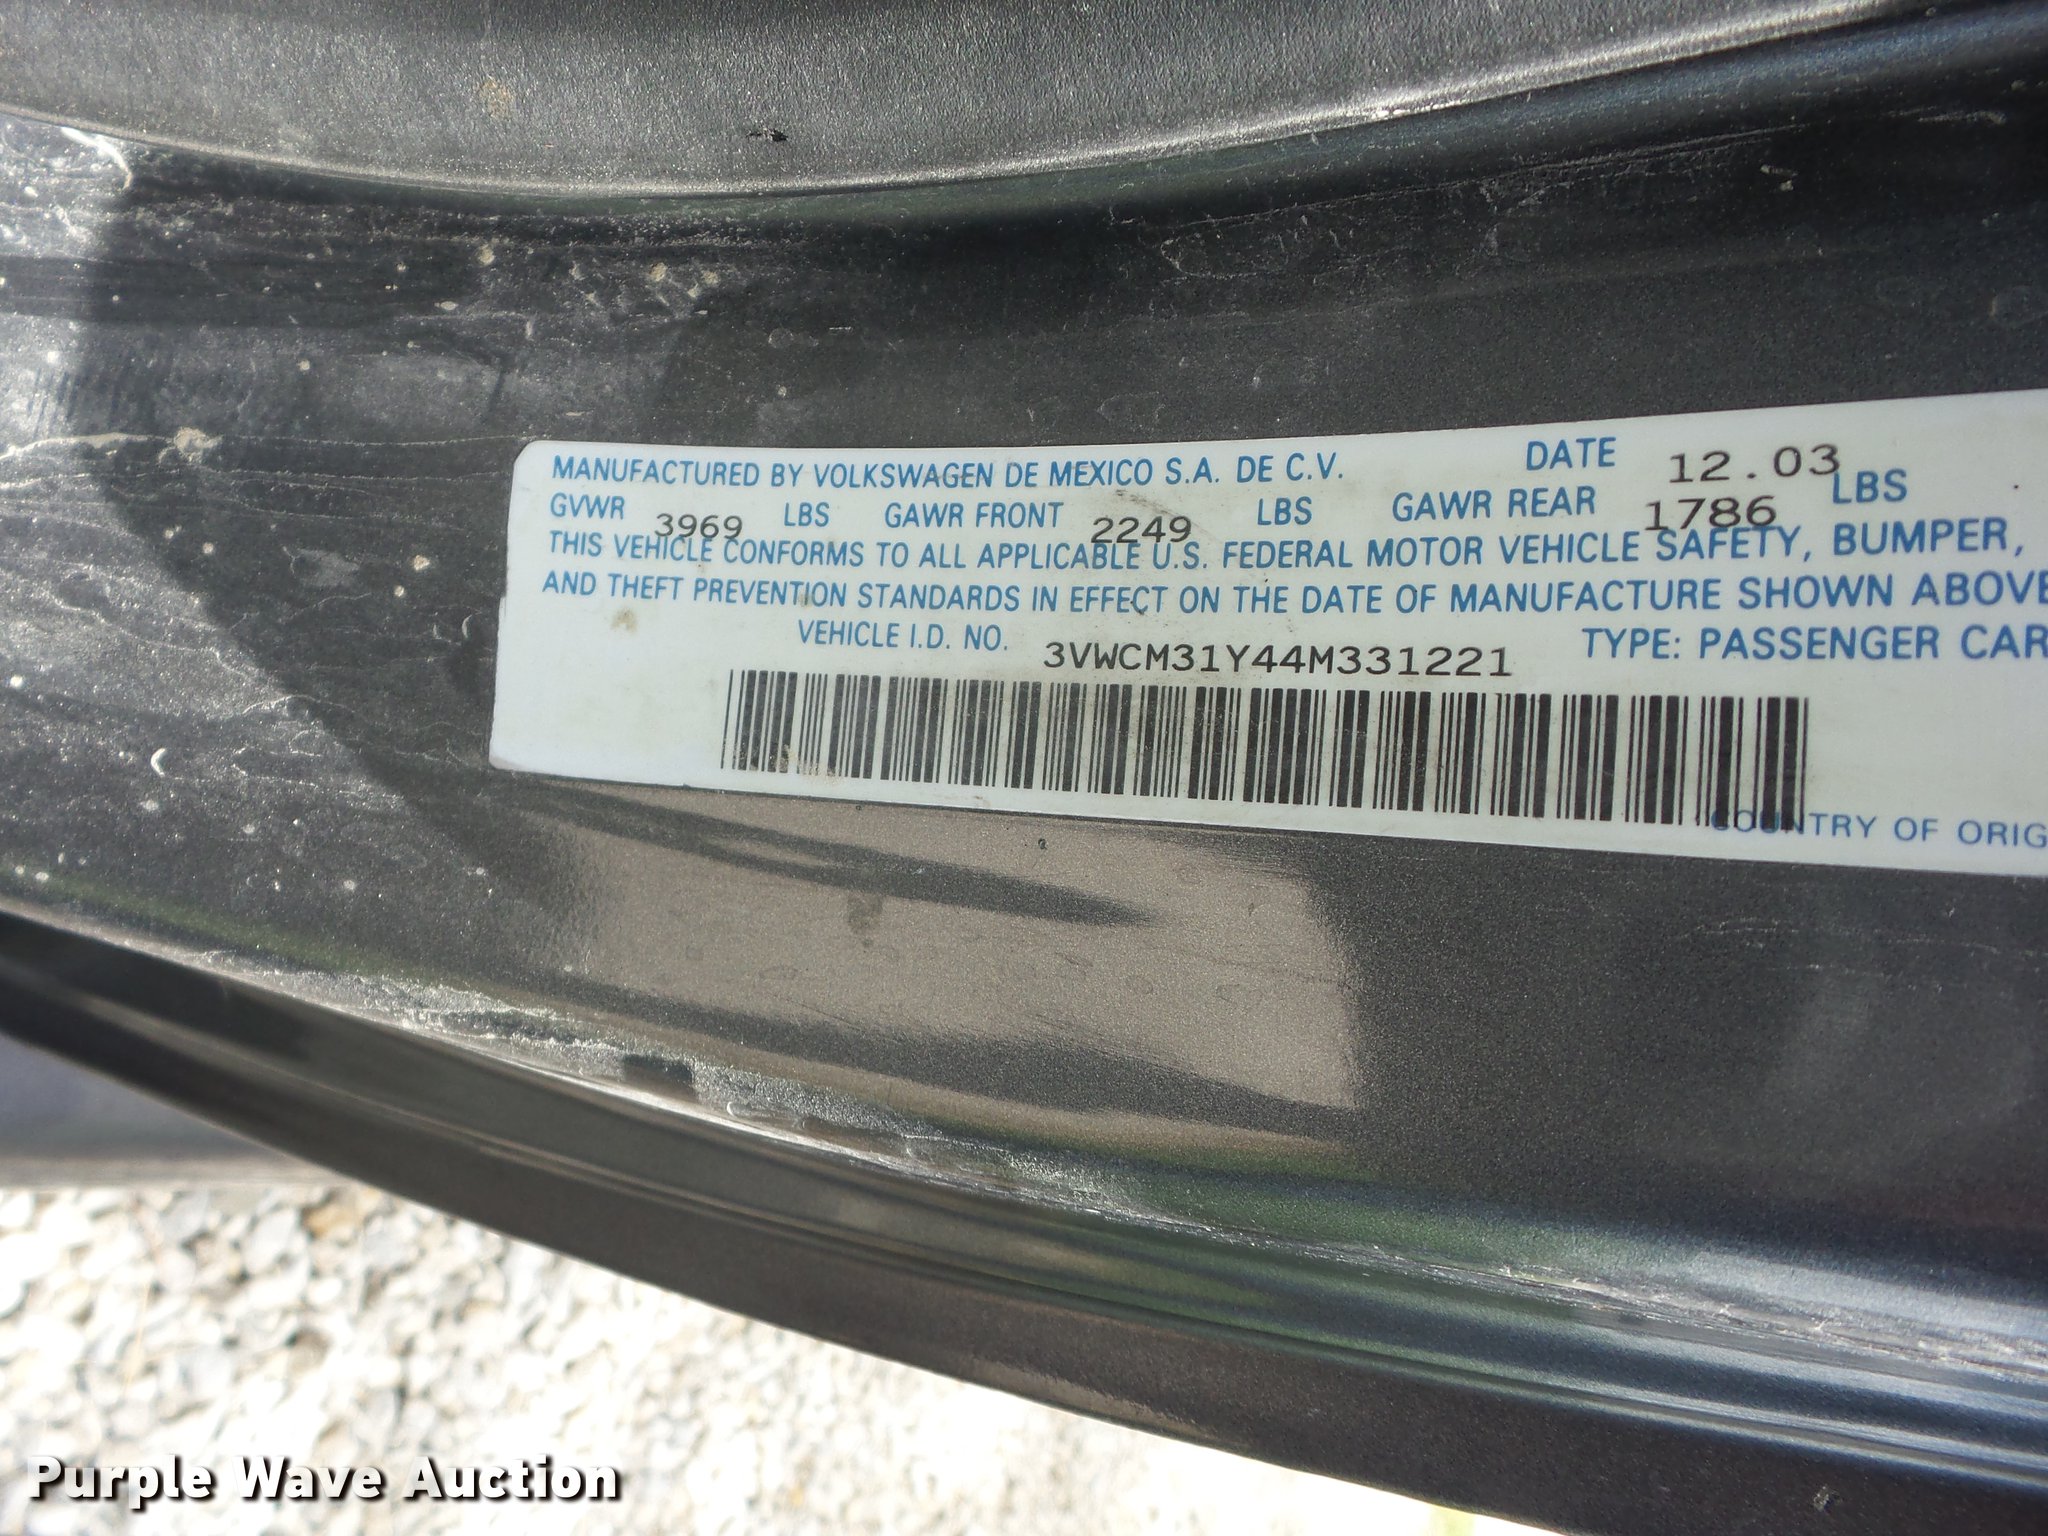 MANUFACTURED BY VOLKSWAGEN DE MEXICO S.A. DE C.V. DATE 12.03
GVWR 3969 LBS GAWR FRONT 2249 LBS GAWR REAR 1786 LBS
THIS VEHICLE CONFORMS TO ALL APPLICABLE U.S. FEDERAL MOTOR VEHICLE SAFETY, BUMPER,
AND THEFT PREVENTION STANDARDS IN EFFECT ON THE DATE OF MANUFACTURE SHOWN ABOVE
VEHICLE I.D. NO. 3VWCM31Y44M331221 TYPE: PASSENGER CAR
COUNTRY OF ORIG
Purple Wave Auction